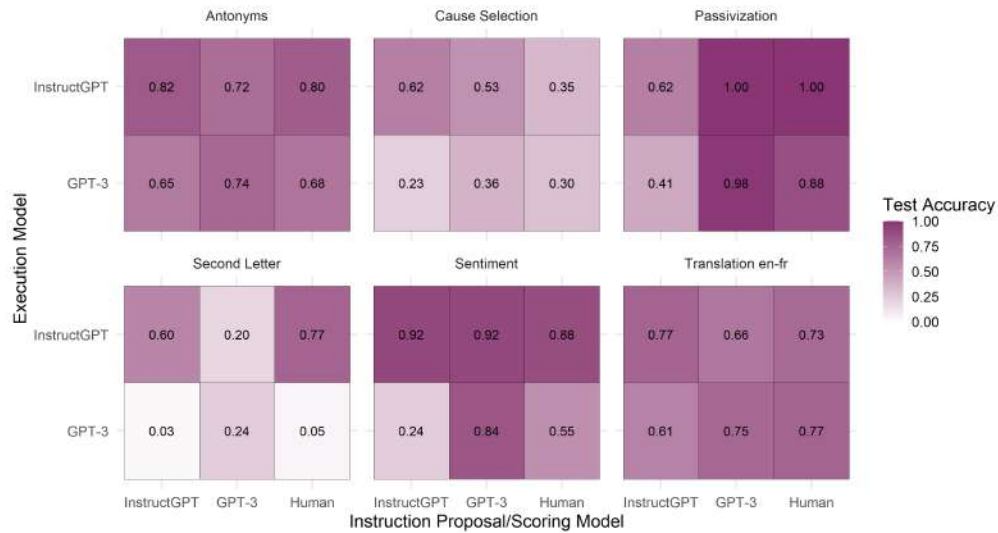 Antonyms Cause Selection Passivization
InstructGPT 0.82 0.72 0.80 0.62 0.53 0.35 0.62 1.00 1.00
GPT-3 0.65 0.74 0.68 0.23 0.36 0.30 0.41 0.98 0.88
Second Letter Sentiment Translation en-fr
InstructGPT 0.60 0.20 0.77 0.92 0.92 0.88 0.77 0.66 0.73
GPT-3 0.03 0.24 0.05 0.24 0.84 0.55 0.61 0.75 0.77
InstructGPT GPT-3 Human InstructGPT GPT-3 Human InstructGPT GPT-3 Human
Instruction Proposal/Scoring Model
Execution Model
Test Accuracy
1.00
0.75
0.50
0.25
0.00